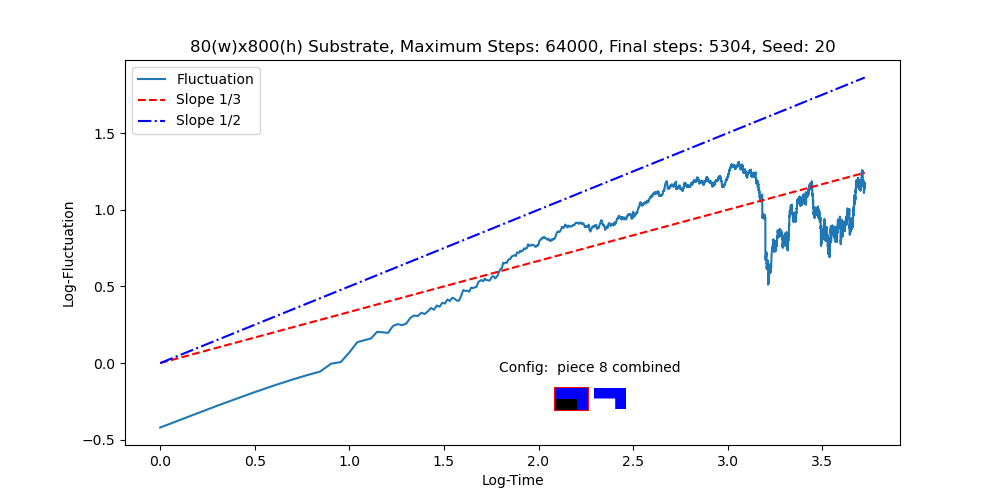 80(w)x800(h) Substrate, Maximum Steps: 64000, Final steps: 5304, Seed: 20
Fluctuation
Slope 1/3
Slope 1/2
Log-Fluctuation
1.5
1.0
0.5
0.0
−0.5
Config:  piece 8 combined
0.0 0.5 1.0 1.5 2.0 2.5 3.0 3.5
Log-Time